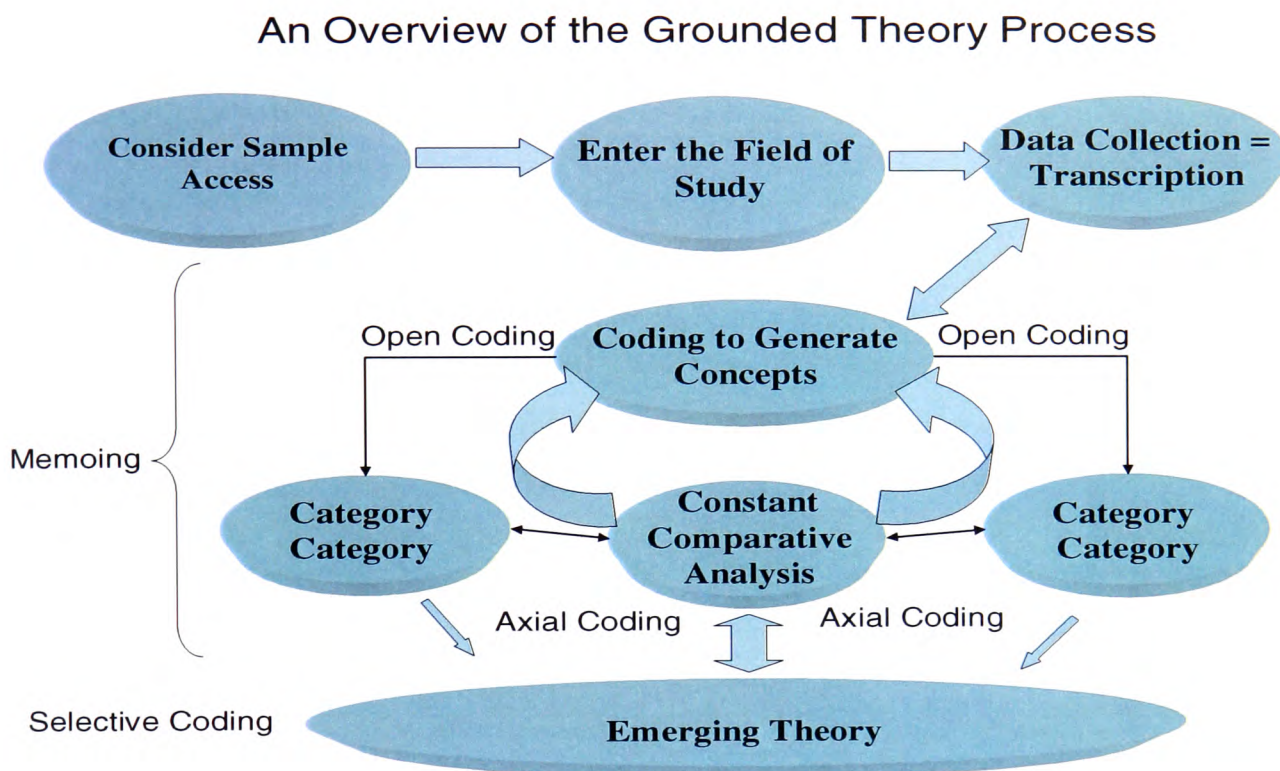 An Overview of the Grounded Theory Process
Consider Sample
Access
Enter the Field of
Study
Data Collection =
Transcription
Open Coding
Coding to Generate
Concepts
Open Coding
Memoing
Category
Category
Constant
Comparative
Analysis
Category
Category
Axial Coding
Axial Coding
Selective Coding
Emerging Theory